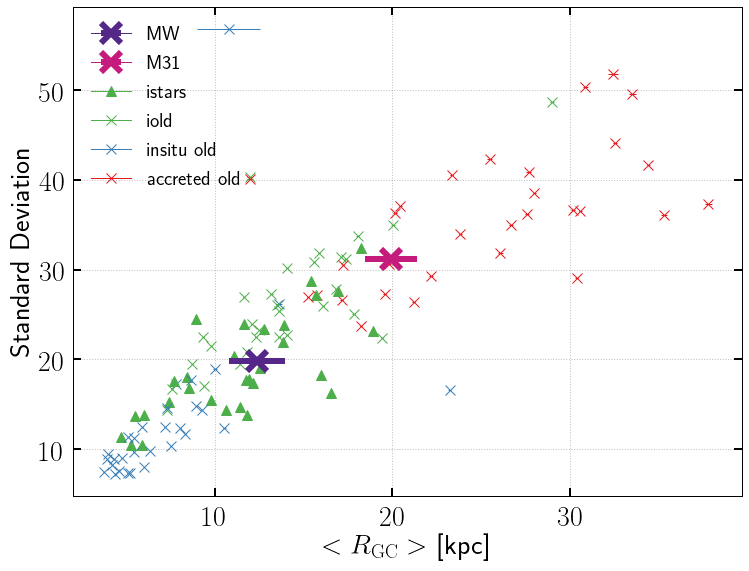 MW
M31
istars
iold
insitu old
accreted old
50
40
30
20
10
Standard Deviation
10 20 30
< R_GC > [kpc]